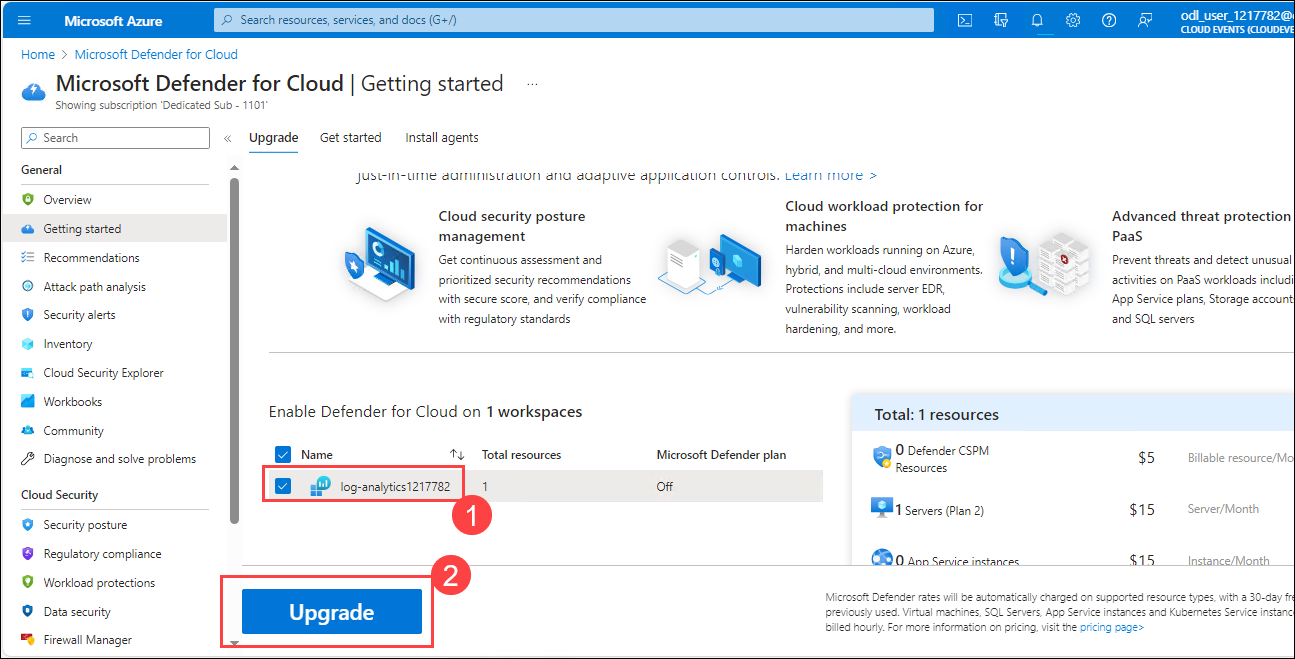 Microsoft Azure
Search resources, services, and docs (G+/)
odl_user_1217782@
CLOUD EVENTS (CLOUDEVE
Home > Microsoft Defender for Cloud
Microsoft Defender for Cloud | Getting started ...
Showing subscription 'Dedicated Sub - 1101'
Search
«
Upgrade
Get started
Install agents
General
Overview
Getting started
Recommendations
Attack path analysis
Security alerts
Inventory
Cloud Security Explorer
Workbooks
Community
Diagnose and solve problems
Cloud Security
Security posture
Regulatory compliance
Workload protections
Data security
Firewall Manager
just-in-time administration and adaptive application controls. Learn more >
Cloud security posture
management
Get continuous assessment and
prioritized security recommendations
with secure score, and verify compliance
with regulatory standards
Cloud workload protection for
machines
Harden workloads running on Azure,
hybrid, and multi-cloud environments.
Protections include server EDR,
vulnerability scanning, workload
hardening, and more.
Advanced threat protection
PaaS
Prevent threats and detect unusual
activities on PaaS workloads includi
App Service plans, Storage account
and SQL servers
Enable Defender for Cloud on 1 workspaces
Name ↑↓ Total resources Microsoft Defender plan
log-analytics1217782 1 Off
1
2
Upgrade
Total: 1 resources
0 Defender CSPM
Resources
$5 Billable resource/Mo
1 Servers (Plan 2) $15 Server/Month
0 App Service instances $15 Instance/Month
Microsoft Defender rates will be automatically charged on supported resource types, with a 30-day fre
previously used. Virtual machines, SQL Servers, App Service instances and Kubernetes Service instanc
billed hourly. For more information on pricing, visit the pricing page>